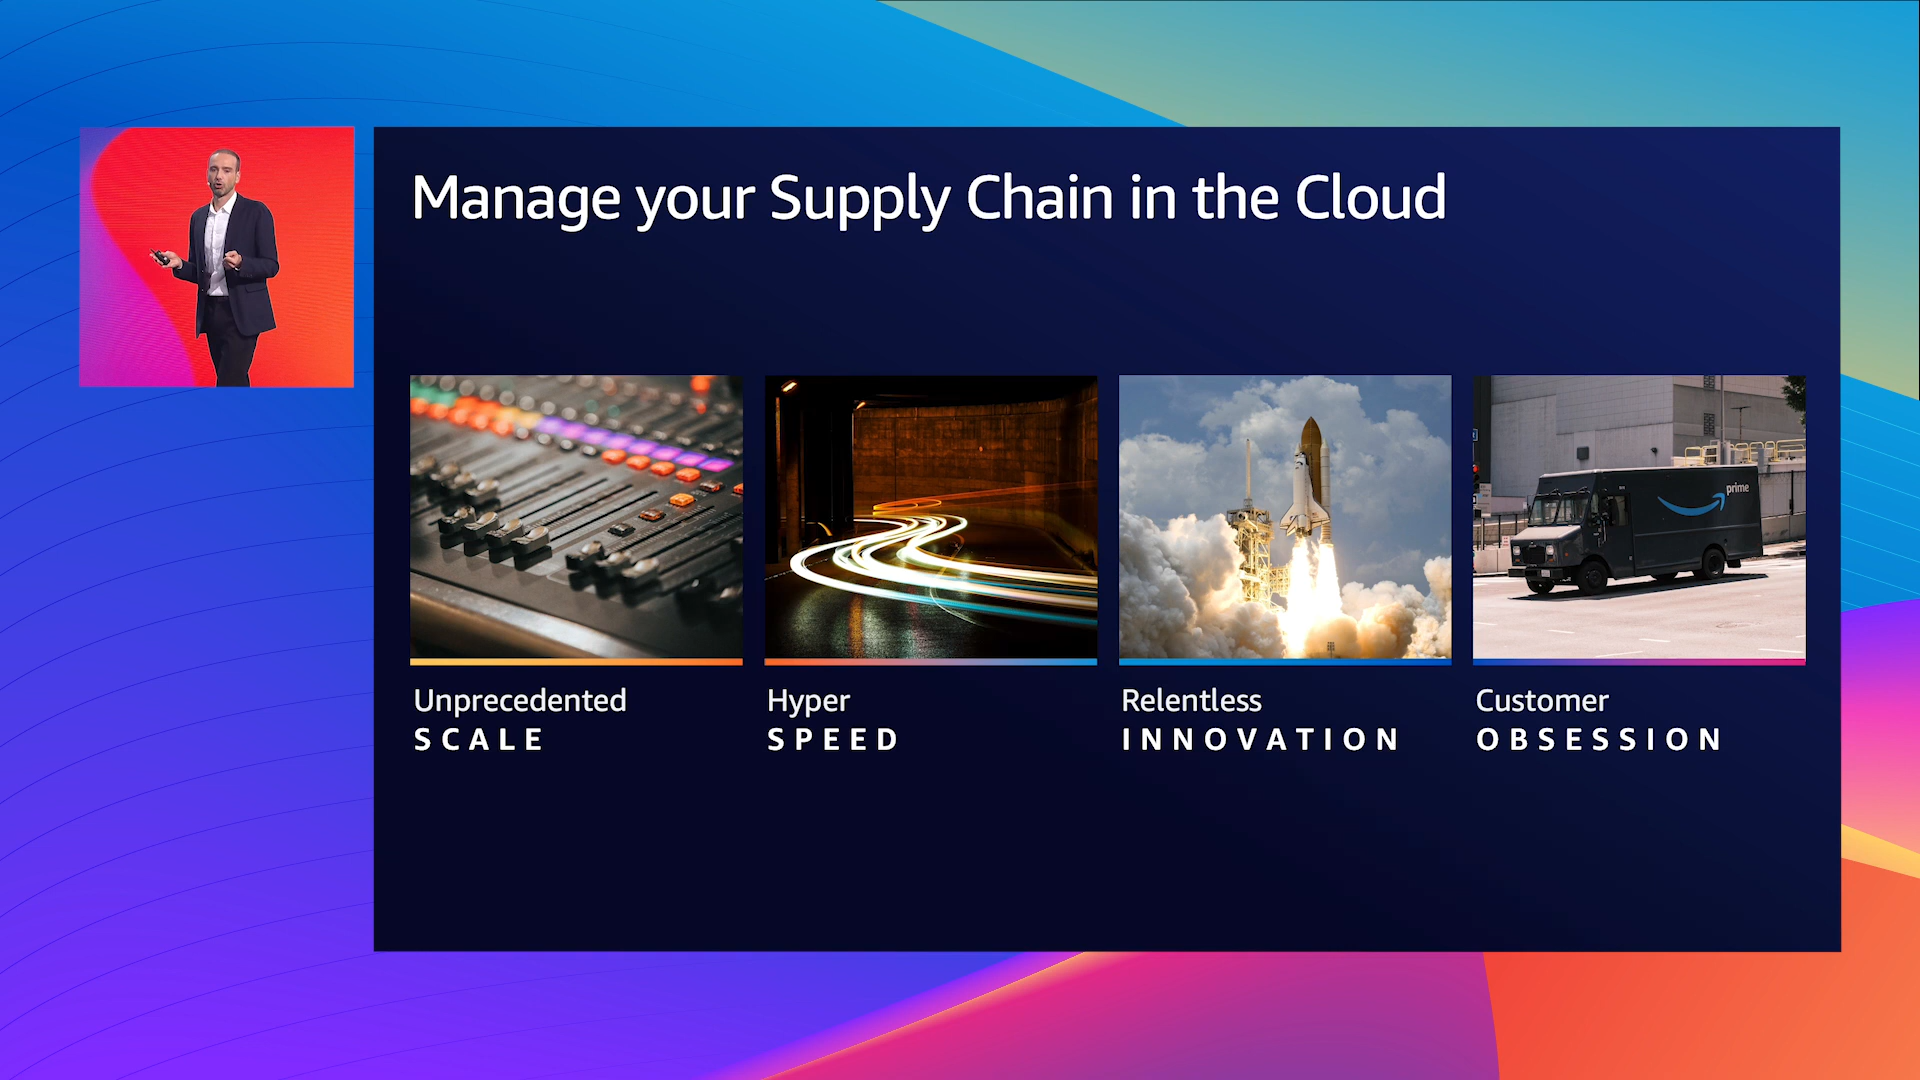 Manage your Supply Chain in the Cloud
prime
Unprecedented
SCALE
Hyper
SPEED
Relentless
INNOVATION
Customer
OBSESSION